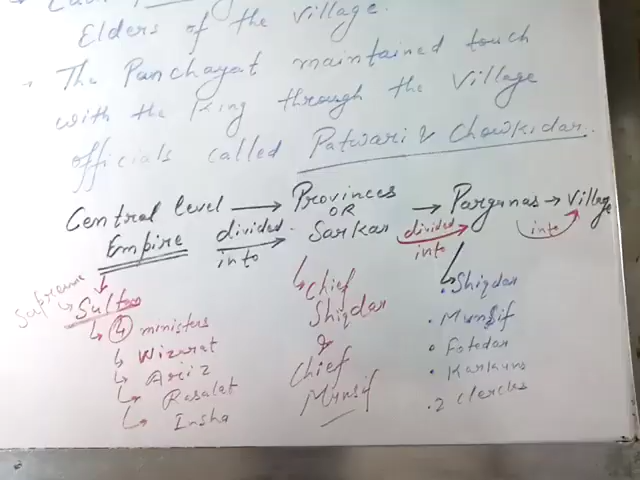 Elders of the Village.
The Panchayat maintained touch
with the King through the Village
officials called Patwari & Chowkidar.
Central level → Provinces OR Sarkar → Parganas → Village
Empire divided into divided into into
Supreme
Sultan
4 ministers
Wizarat
Ariz
Rasalat
Insha
Chief
Shiqdar
&
Chief
Munsif
Shiqdar
Munsif
Fotedar
Karkuns
2 Clerks